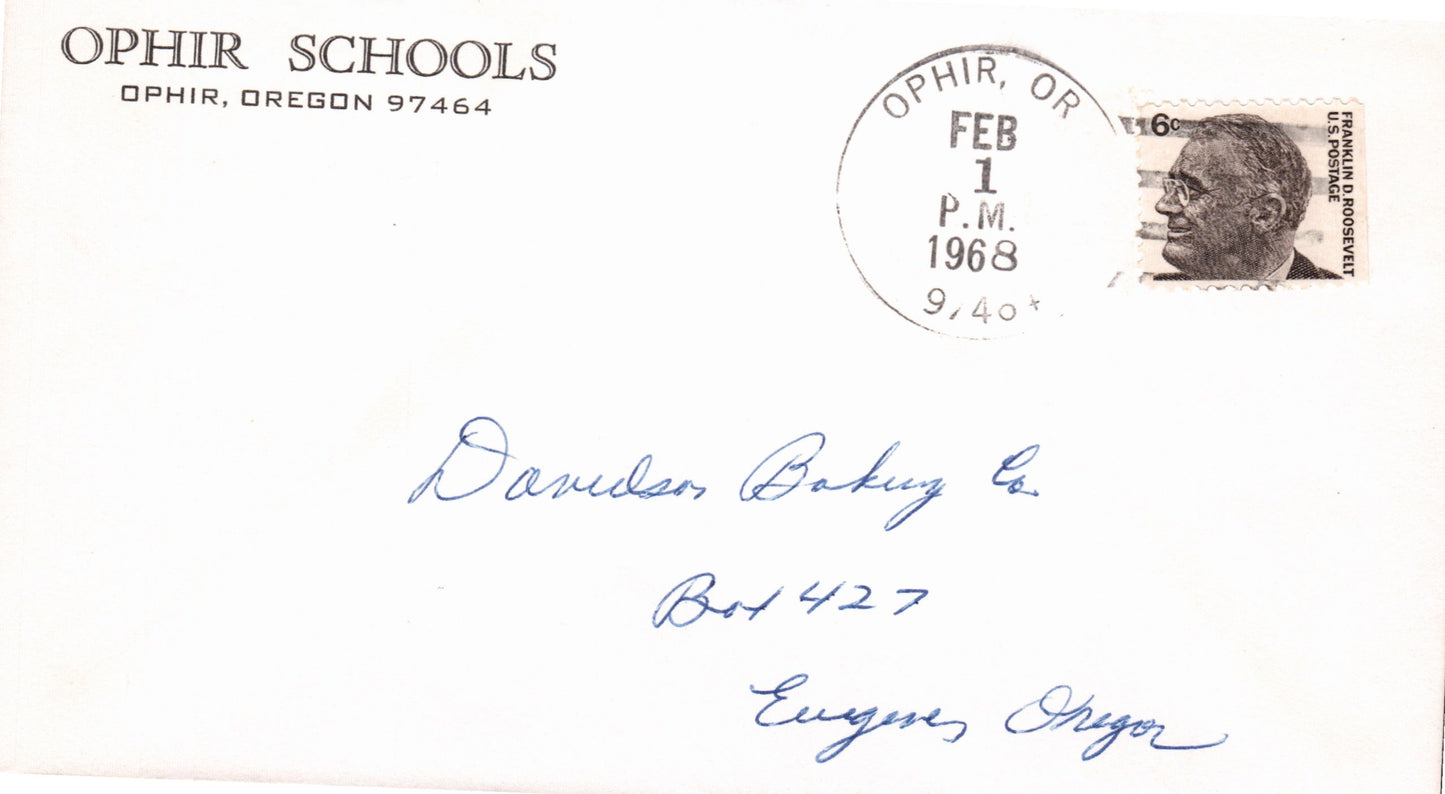 OPHIR SCHOOLS
OPHIR, OREGON 97464
OPHIR, OR
FEB
1
P.M.
1968
6c
FRANKLIN D. ROOSEVELT
U.S. POSTAGE
Davidson Bakery Co.
Box 427
Eugene, Oregon